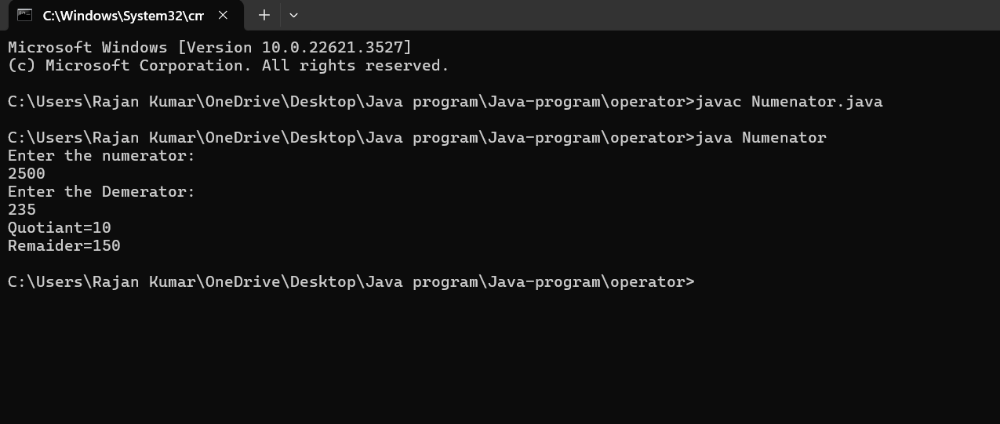 C:\Windows\System32\cm
Microsoft Windows [Version 10.0.22621.3527]
(c) Microsoft Corporation. All rights reserved.
C:\Users\Rajan Kumar\OneDrive\Desktop\Java program\Java-program\operator>javac Numenator.java
C:\Users\Rajan Kumar\OneDrive\Desktop\Java program\Java-program\operator>java Numenator
Enter the numerator:
2500
Enter the Demerator:
235
Quotiant=10
Remaider=150
C:\Users\Rajan Kumar\OneDrive\Desktop\Java program\Java-program\operator>